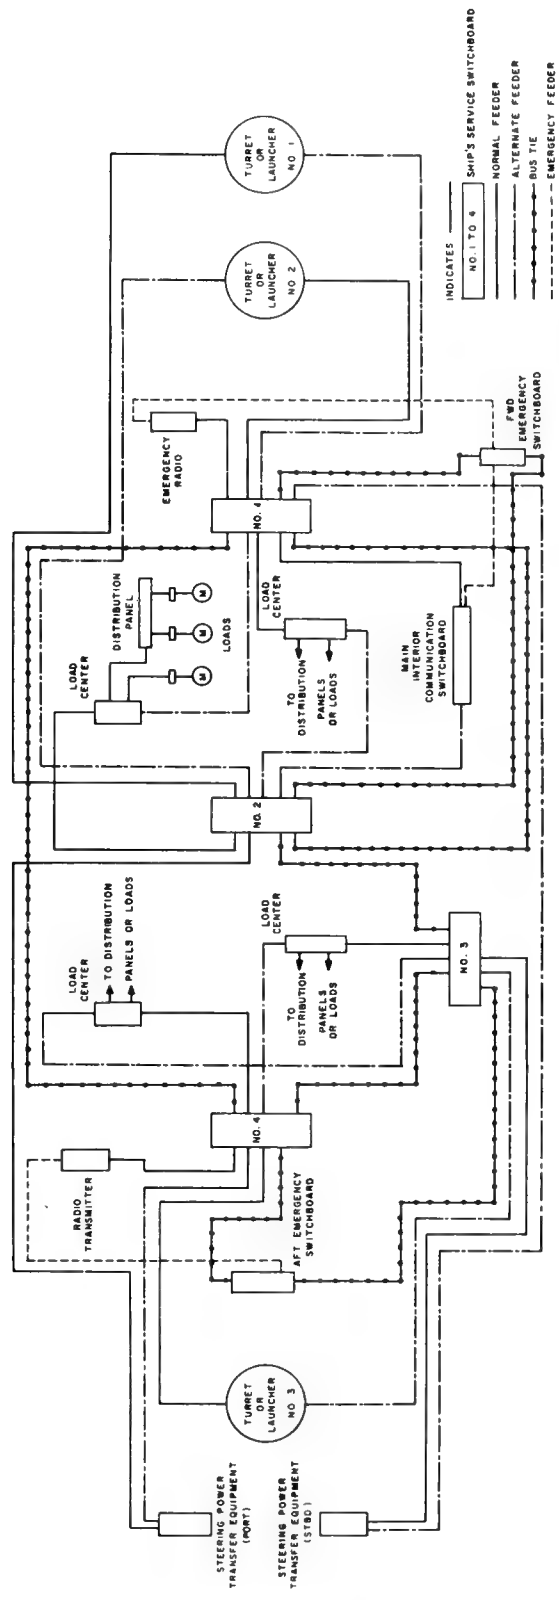 RADIO
TRANSMITTER
LOAD
CENTER
TO DISTRIBUTION
PANELS OR LOADS
LOAD
CENTER
DISTRIBUTION
PANEL
M
M
M
LOADS
EMERGENCY
RADIO
STEERING POWER
TRANSFER EQUIPMENT
(PORT)
STEERING POWER
TRANSFER EQUIPMENT
(STBD)
TURRET
OR
LAUNCHER
NO. 3
AFT EMERGENCY
SWITCHBOARD
NO. 4
LOAD
CENTER
TO
DISTRIBUTION
PANELS
OR LOADS
NO. 3
NO. 2
LOAD
CENTER
TO
DISTRIBUTION
PANELS
OR LOADS
MAIN
INTERIOR
COMMUNICATION
SWITCHBOARD
NO. 1
FWD
EMERGENCY
SWITCHBOARD
TURRET
OR
LAUNCHER
NO. 2
TURRET
OR
LAUNCHER
NO. 1
INDICATES
NO. 1 TO 4
SHIP'S SERVICE SWITCHBOARD
NORMAL FEEDER
ALTERNATE FEEDER
BUS TIE
EMERGENCY FEEDER